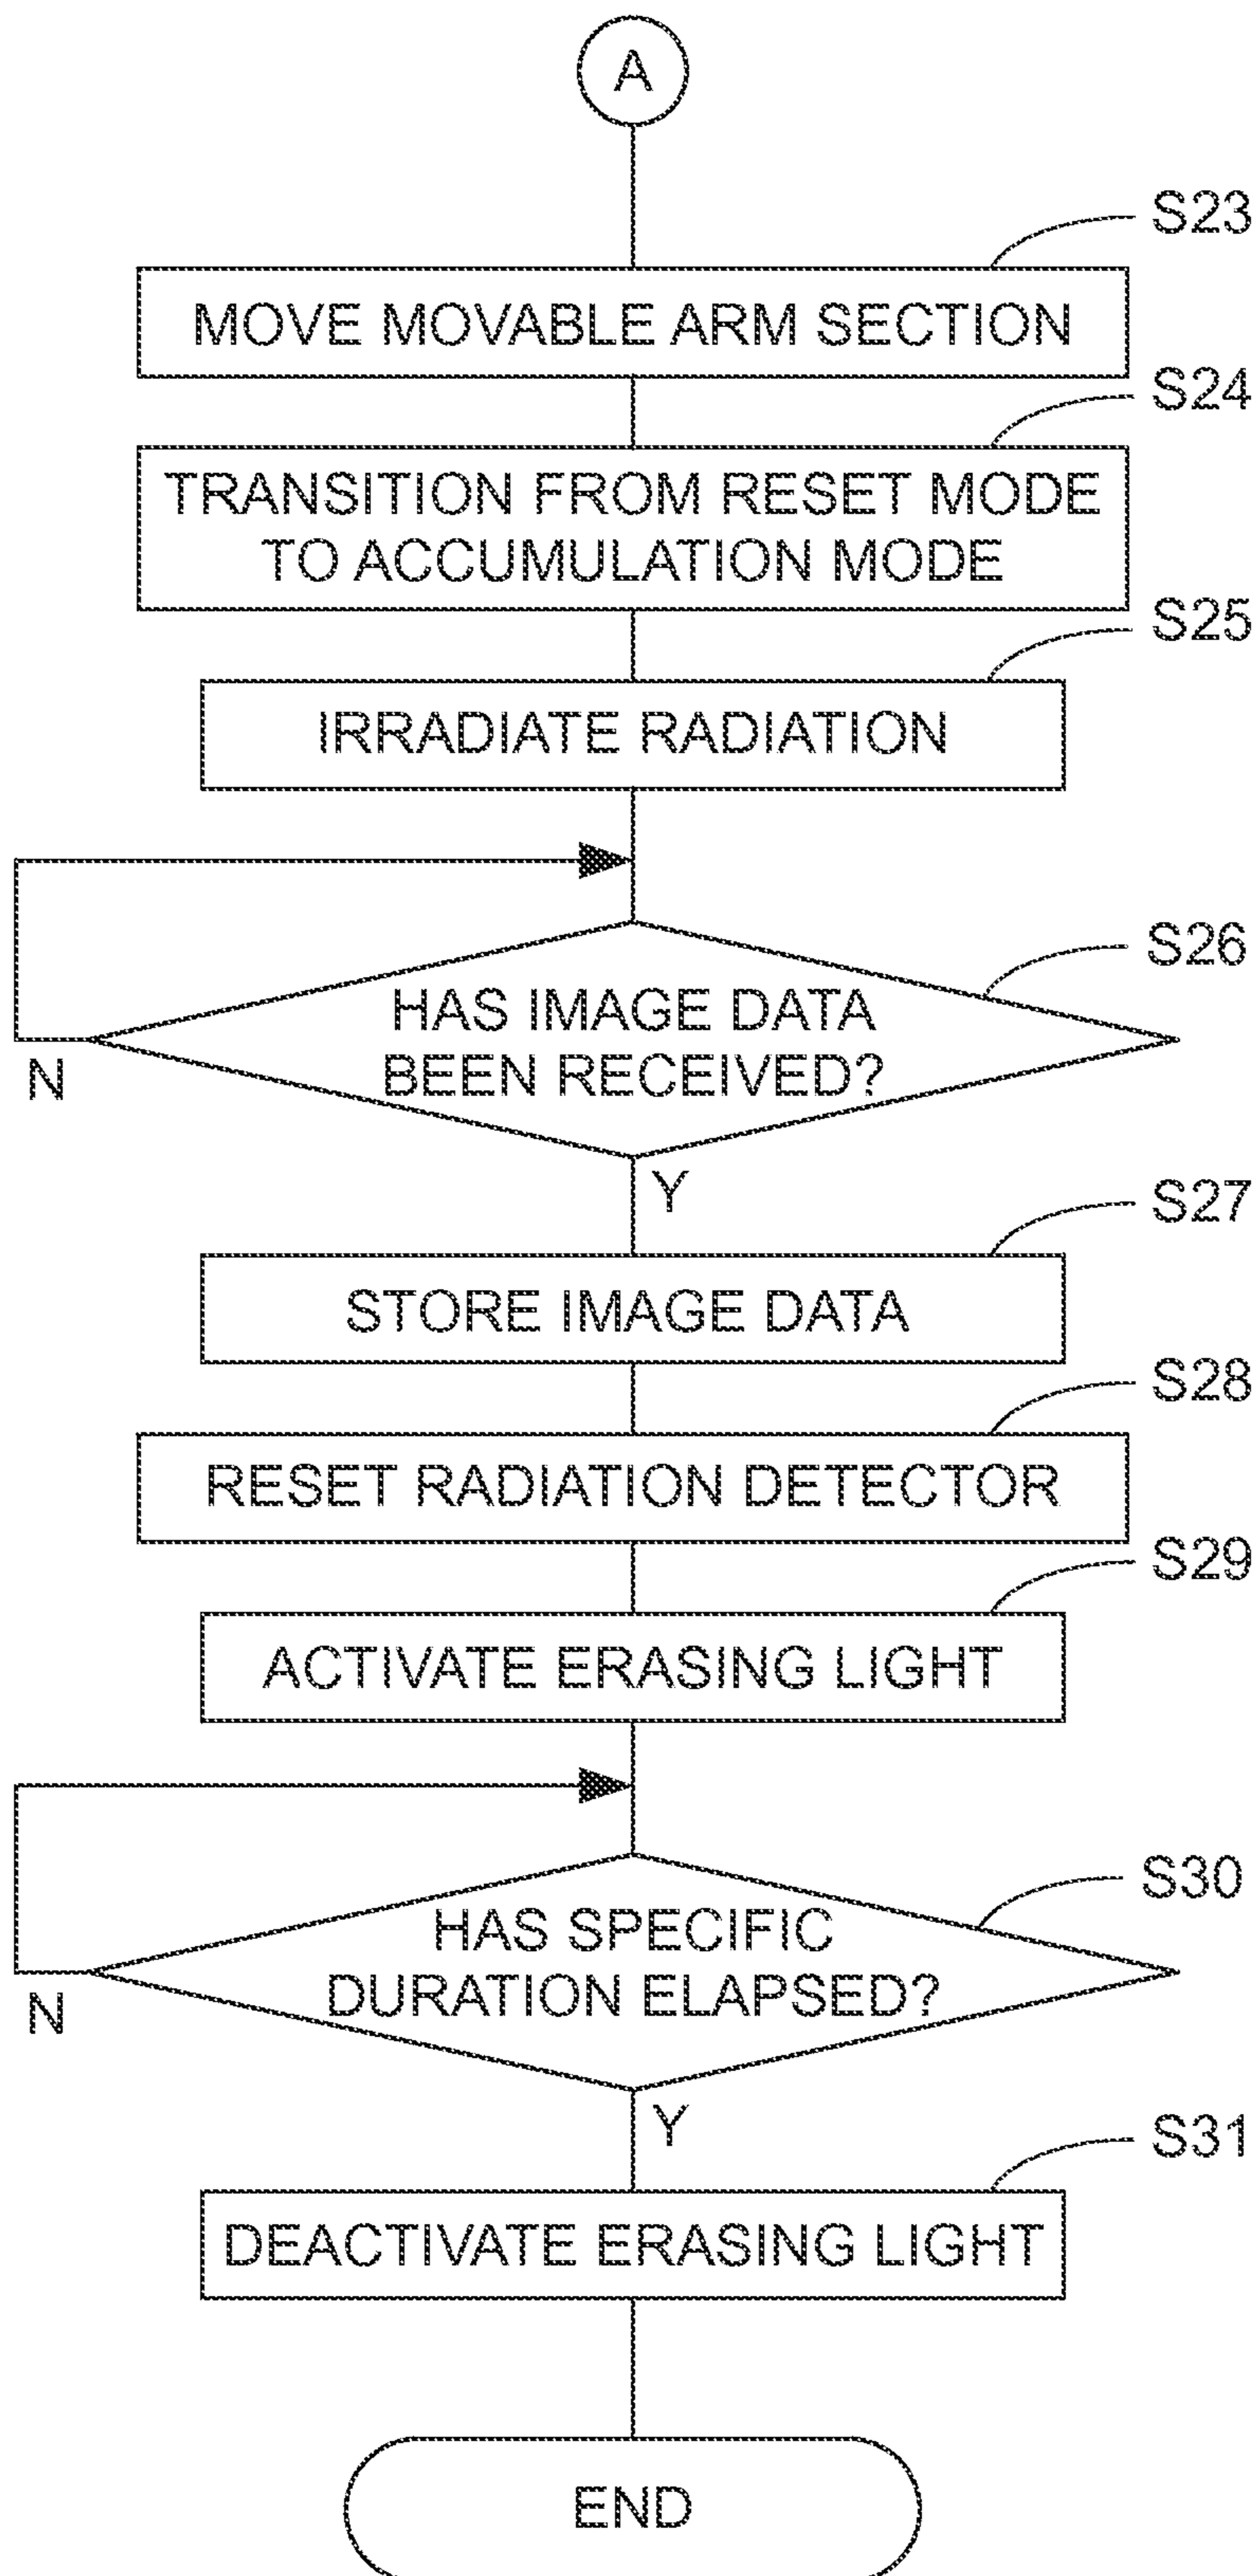 A
S23
MOVE MOVABLE ARM SECTION
S24
TRANSITION FROM RESET MODE
TO ACCUMULATION MODE
S25
IRRADIATE RADIATION
S26
HAS IMAGE DATA
BEEN RECEIVED?
N
Y
S27
STORE IMAGE DATA
S28
RESET RADIATION DETECTOR
S29
ACTIVATE ERASING LIGHT
S30
HAS SPECIFIC
DURATION ELAPSED?
N
Y
S31
DEACTIVATE ERASING LIGHT
END